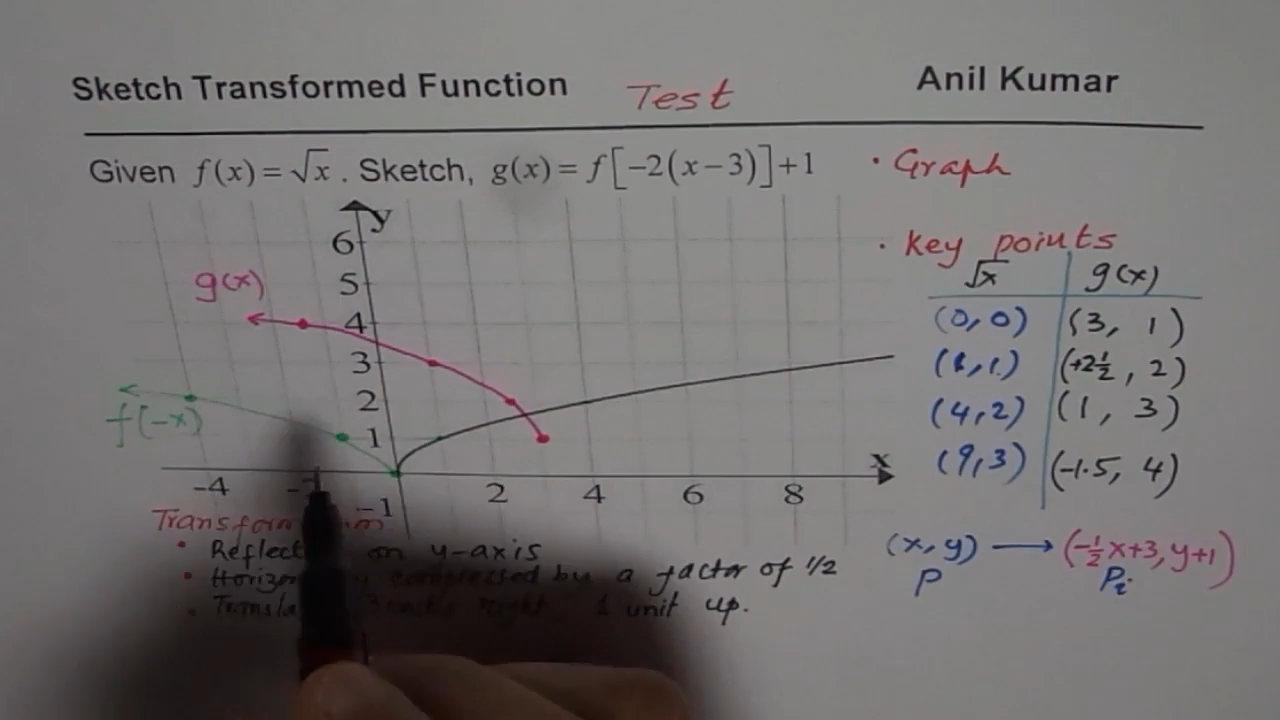 Sketch Transformed Function Test Anil Kumar
Given f(x) = √x . Sketch, g(x) = f[-2(x-3)]+1
• Graph
• Key points
√x g(x)
(0,0) (3, 1)
(1,1) (+2½, 2)
(4,2) (1, 3)
(9,3) (-1.5, 4)
(x,y) → (-½x+3, y+1)
P Pi
y
6
5
4
3
2
1
-1
-4
2
4
6
8
x
g(x)
f(-x)
• on y-axis
• compressed by a factor of 1/2
• right 1 unit up.